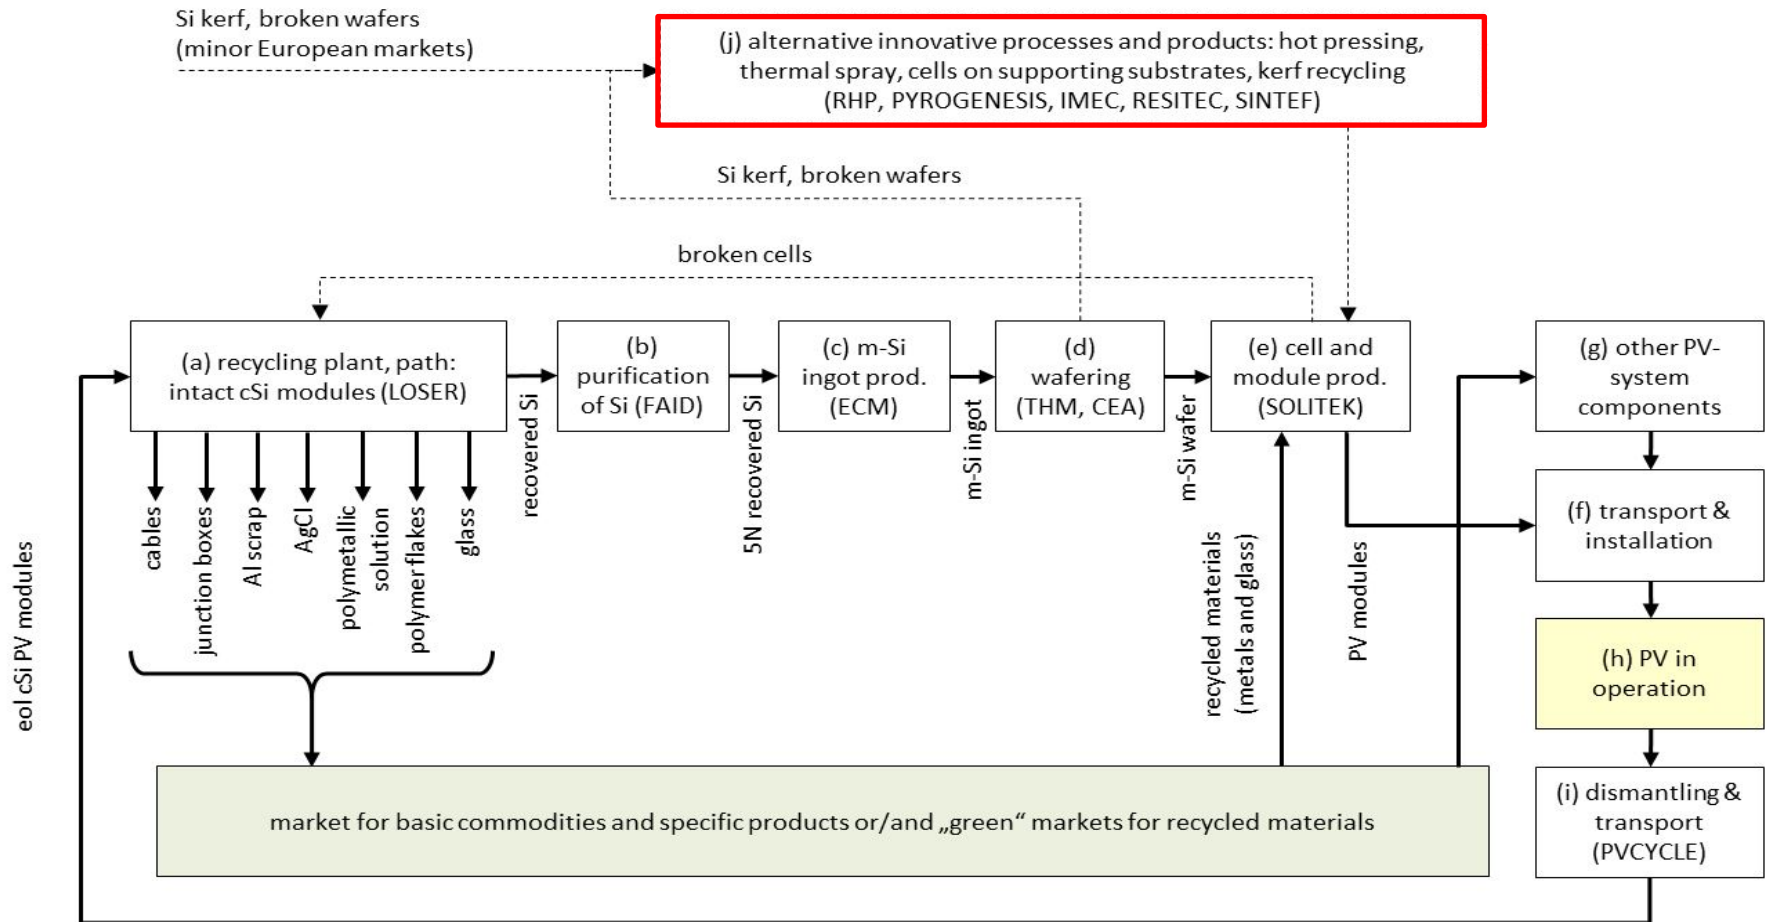 Si kerf, broken wafers
(minor European markets)
(j) alternative innovative processes and products: hot pressing,
thermal spray, cells on supporting substrates, kerf recycling
(RHP, PYROGENESIS, IMEC, RESITEC, SINTEF)
Si kerf, broken wafers
broken cells
(a) recycling plant, path:
intact cSi modules (LOSER)
recovered Si
(b)
purification
of Si (FAID)
5N recovered Si
(c) m-Si
ingot prod.
(ECM)
m-Si ingot
(d)
wafering
(THM, CEA)
m-Si wafer
(e) cell and
module prod.
(SOLITEK)
(g) other PV-
system
components
(f) transport &
installation
(h) PV in
operation
(i) dismantling &
transport
(PVCYCLE)
cables
junction boxes
Al scrap
AgCl
polymetallic
solution
polymer flakes
glass
recycled materials
(metals and glass)
PV modules
eol cSi PV modules
market for basic commodities and specific products or/and „green“ markets for recycled materials